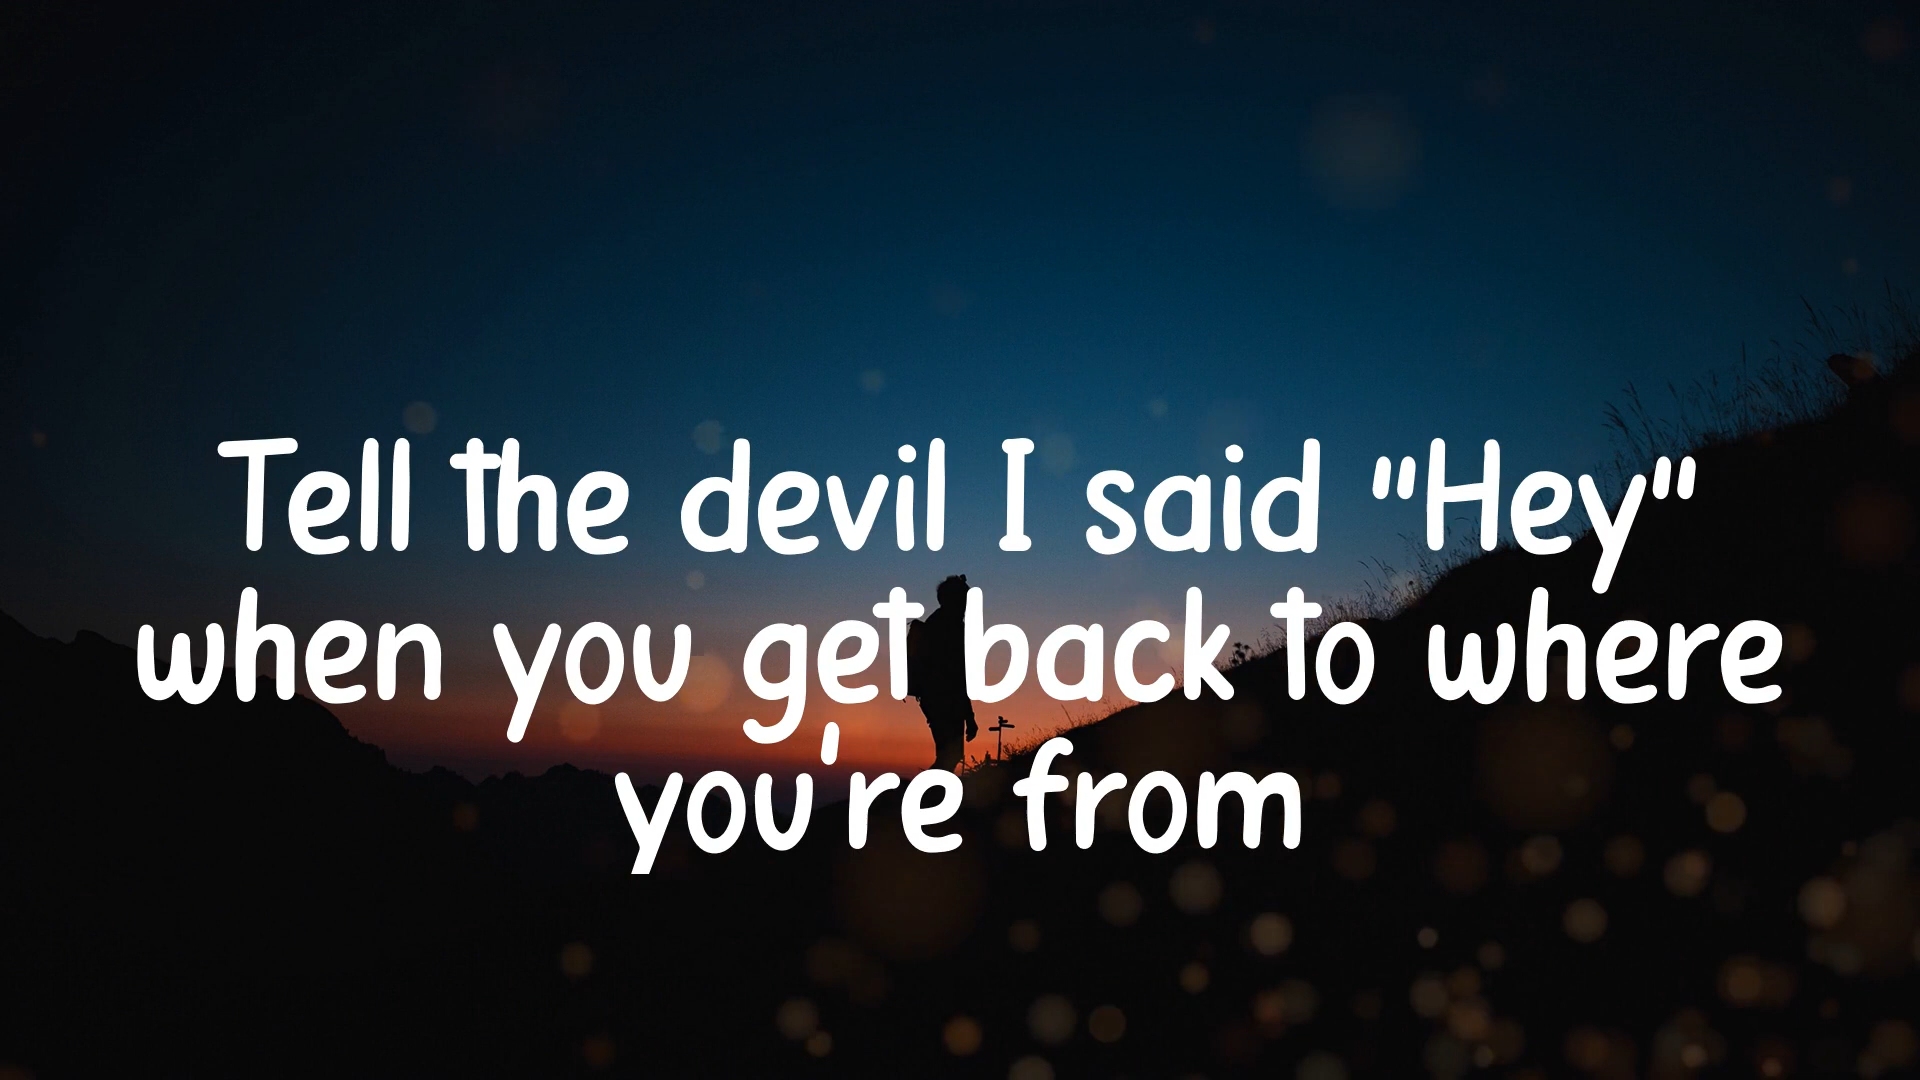 Tell the devil I said "Hey"
when you get back to where
you're from